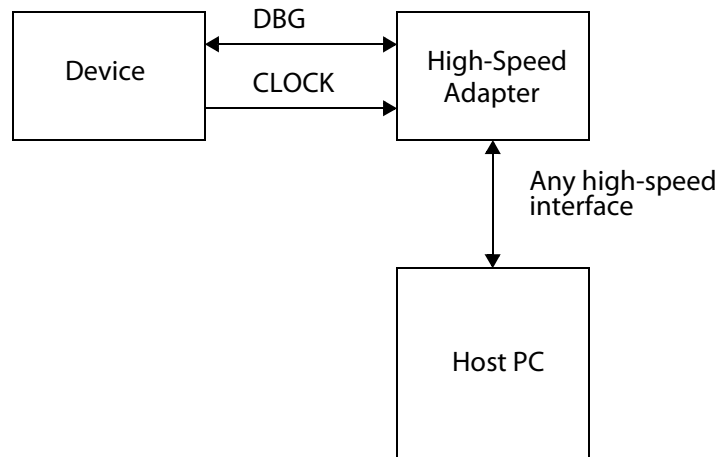 DBG
Device
High-Speed
Adapter
CLOCK
Any high-speed
interface
Host PC